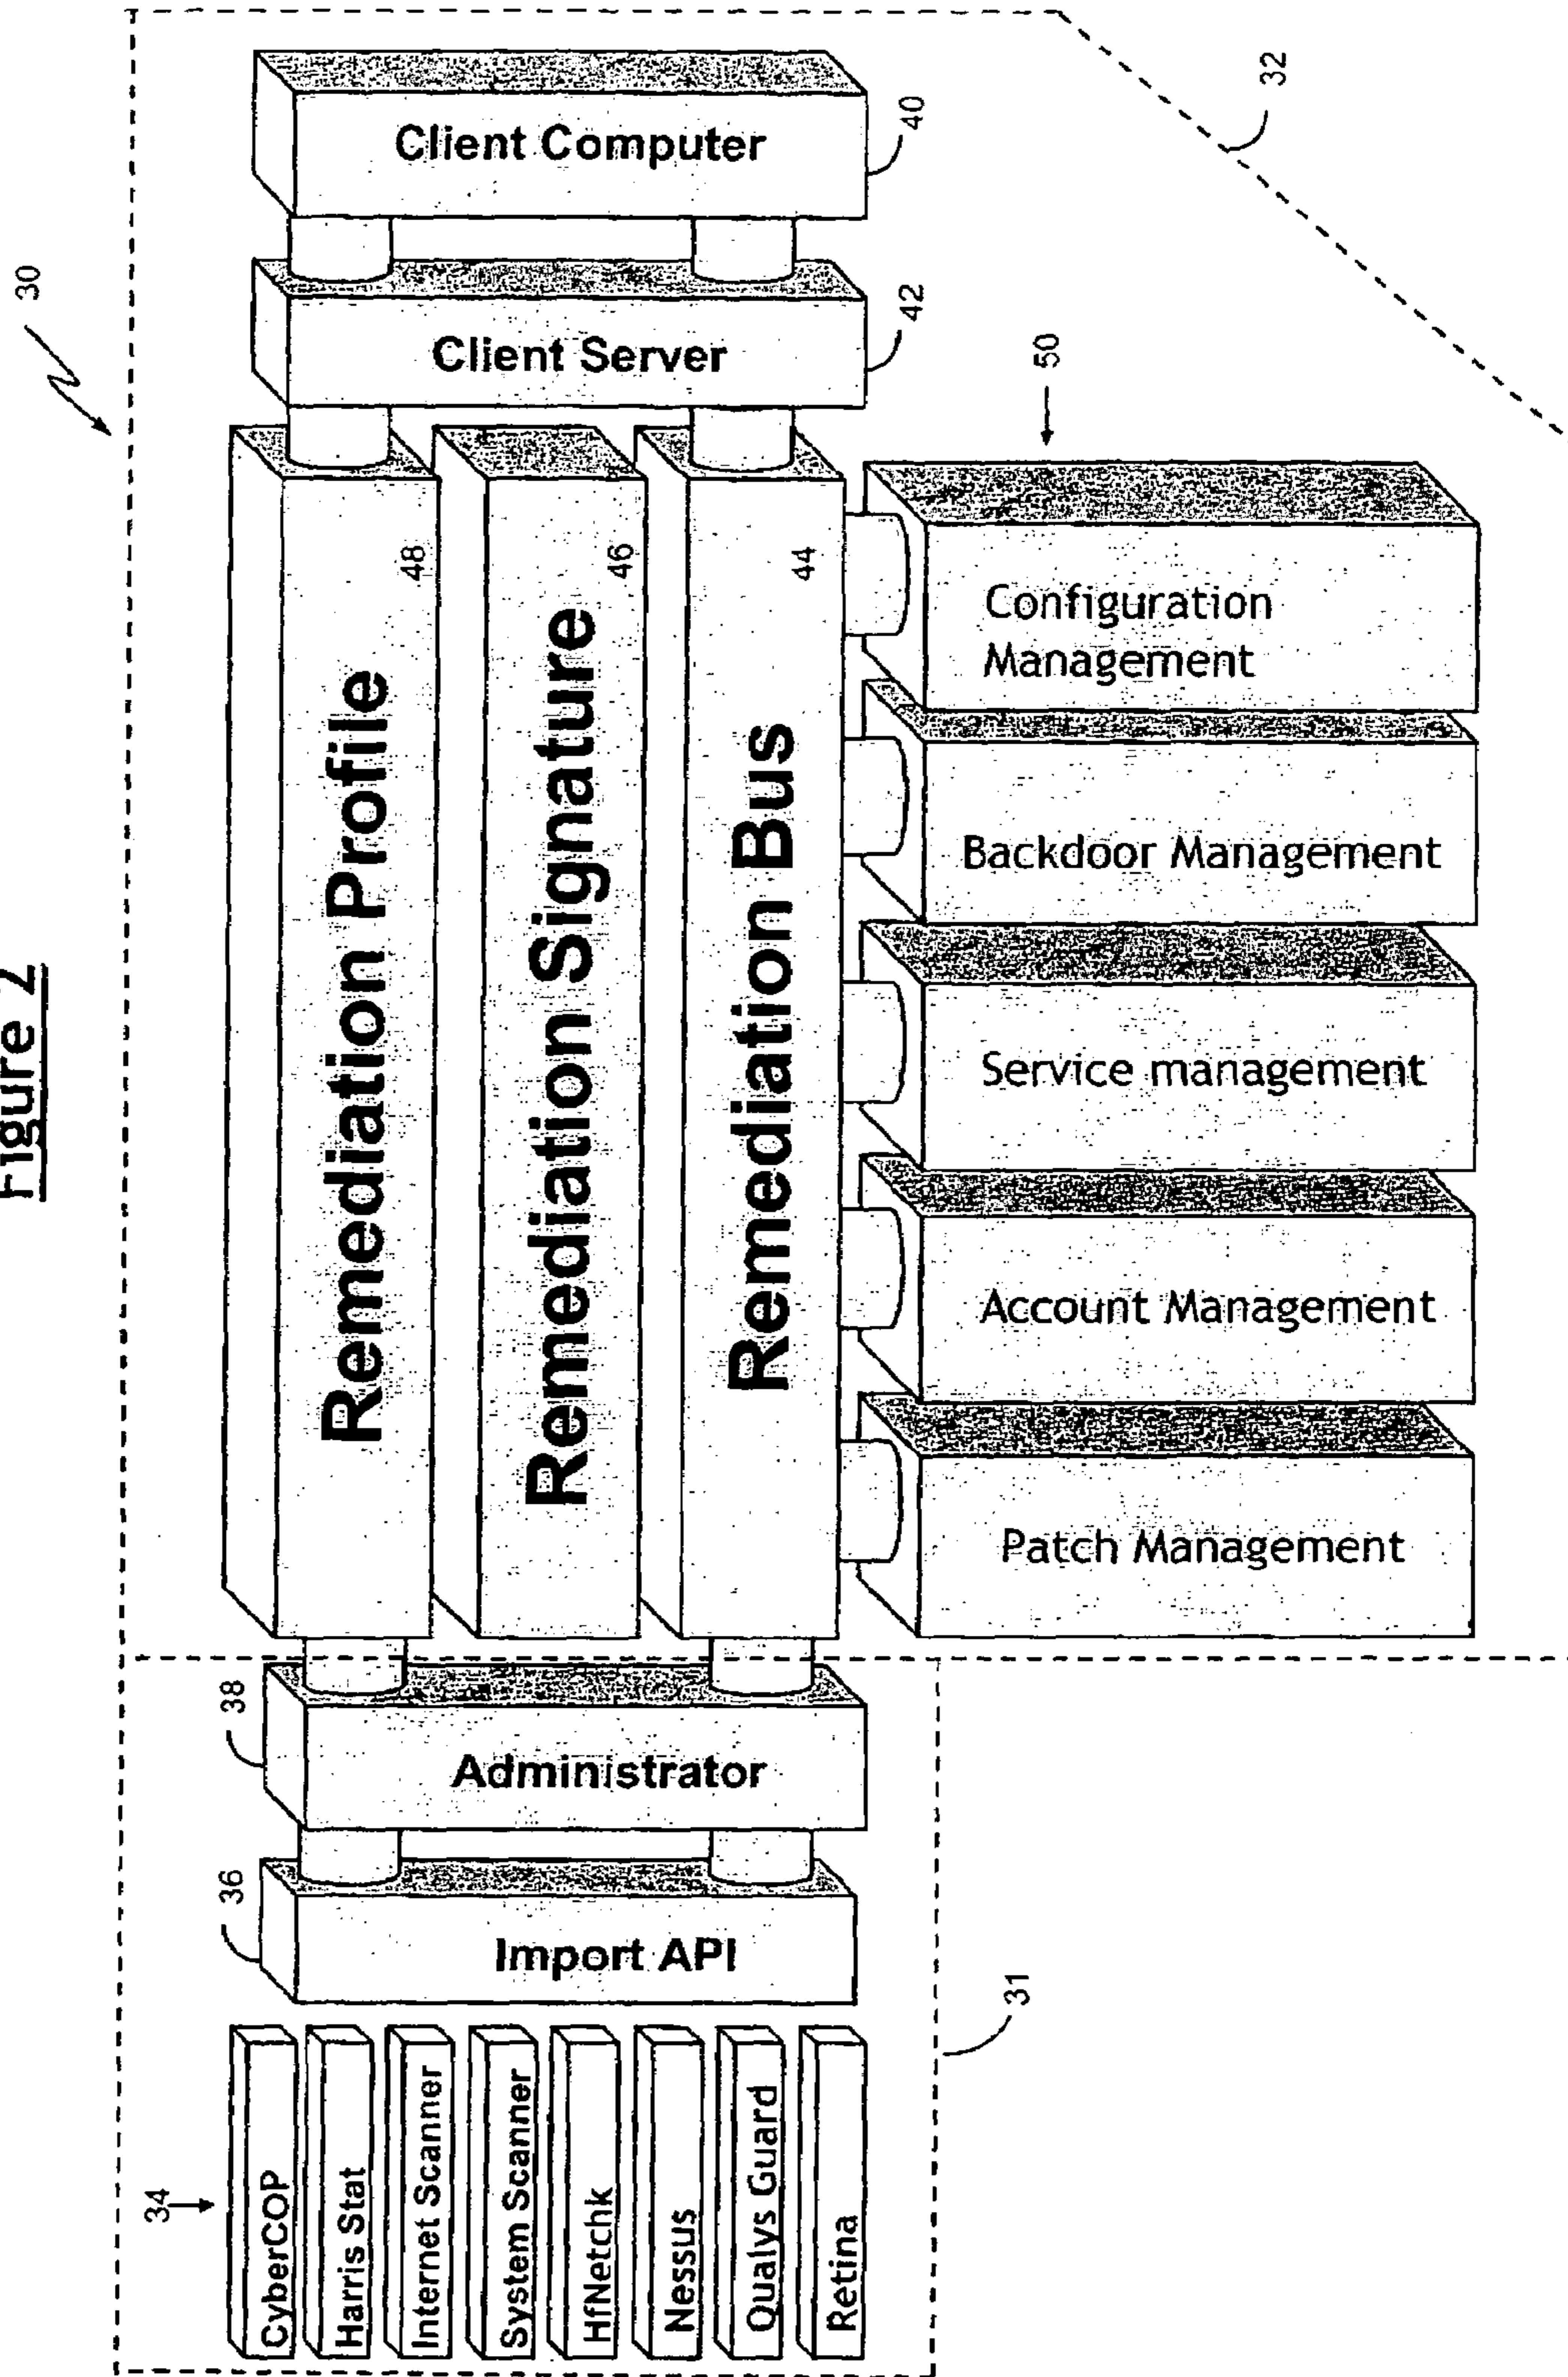 Figure 2
30
34
CyberCOP
Harris Stat
Internet Scanner
System Scanner
HfNetchk
Nessus
Qualys Guard
Retina
31
36
Import API
38
Administrator
Remediation Profile
48
Remediation Signature
46
Remediation Bus
44
Client Server
42
Client Computer
40
32
50
Patch Management
Account Management
Service management
Backdoor Management
Configuration
Management